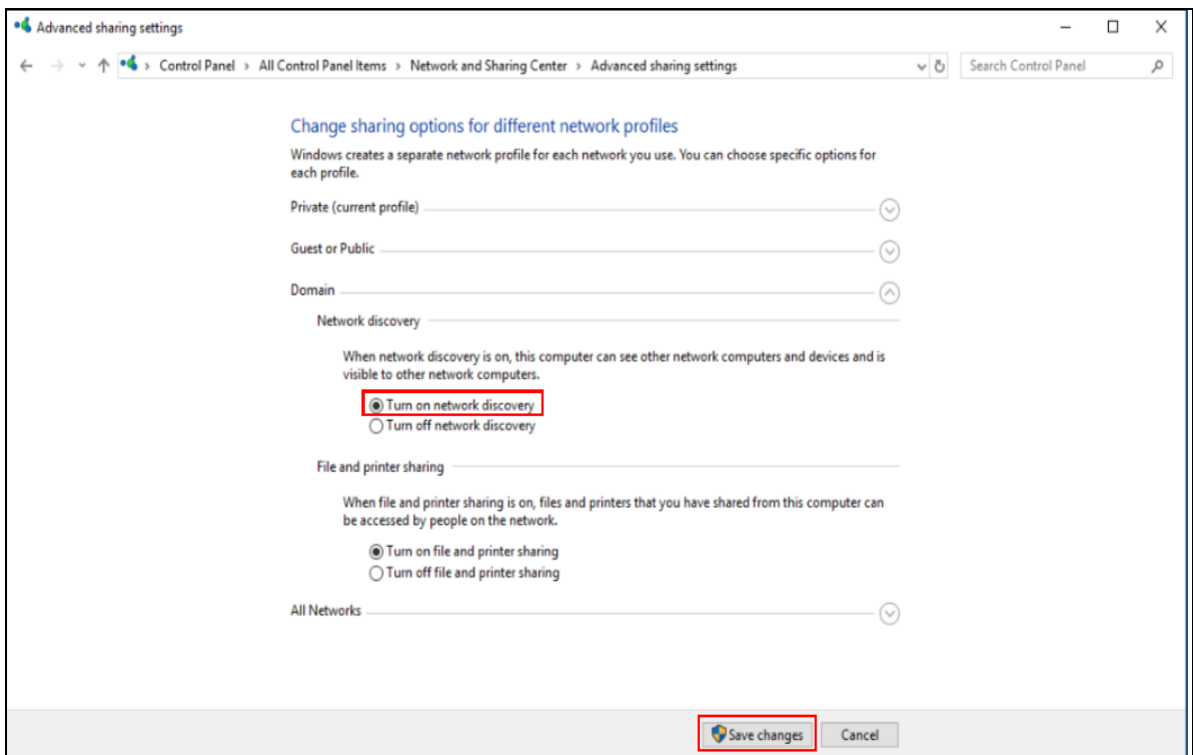 Advanced sharing settings
Control Panel > All Control Panel Items > Network and Sharing Center > Advanced sharing settings
Search Control Panel
Change sharing options for different network profiles
Windows creates a separate network profile for each network you use. You can choose specific options for
each profile.
Private (current profile)
Guest or Public
Domain
Network discovery
When network discovery is on, this computer can see other network computers and devices and is
visible to other network computers.
Turn on network discovery
Turn off network discovery
File and printer sharing
When file and printer sharing is on, files and printers that you have shared from this computer can
be accessed by people on the network.
Turn on file and printer sharing
Turn off file and printer sharing
All Networks
Save changes
Cancel